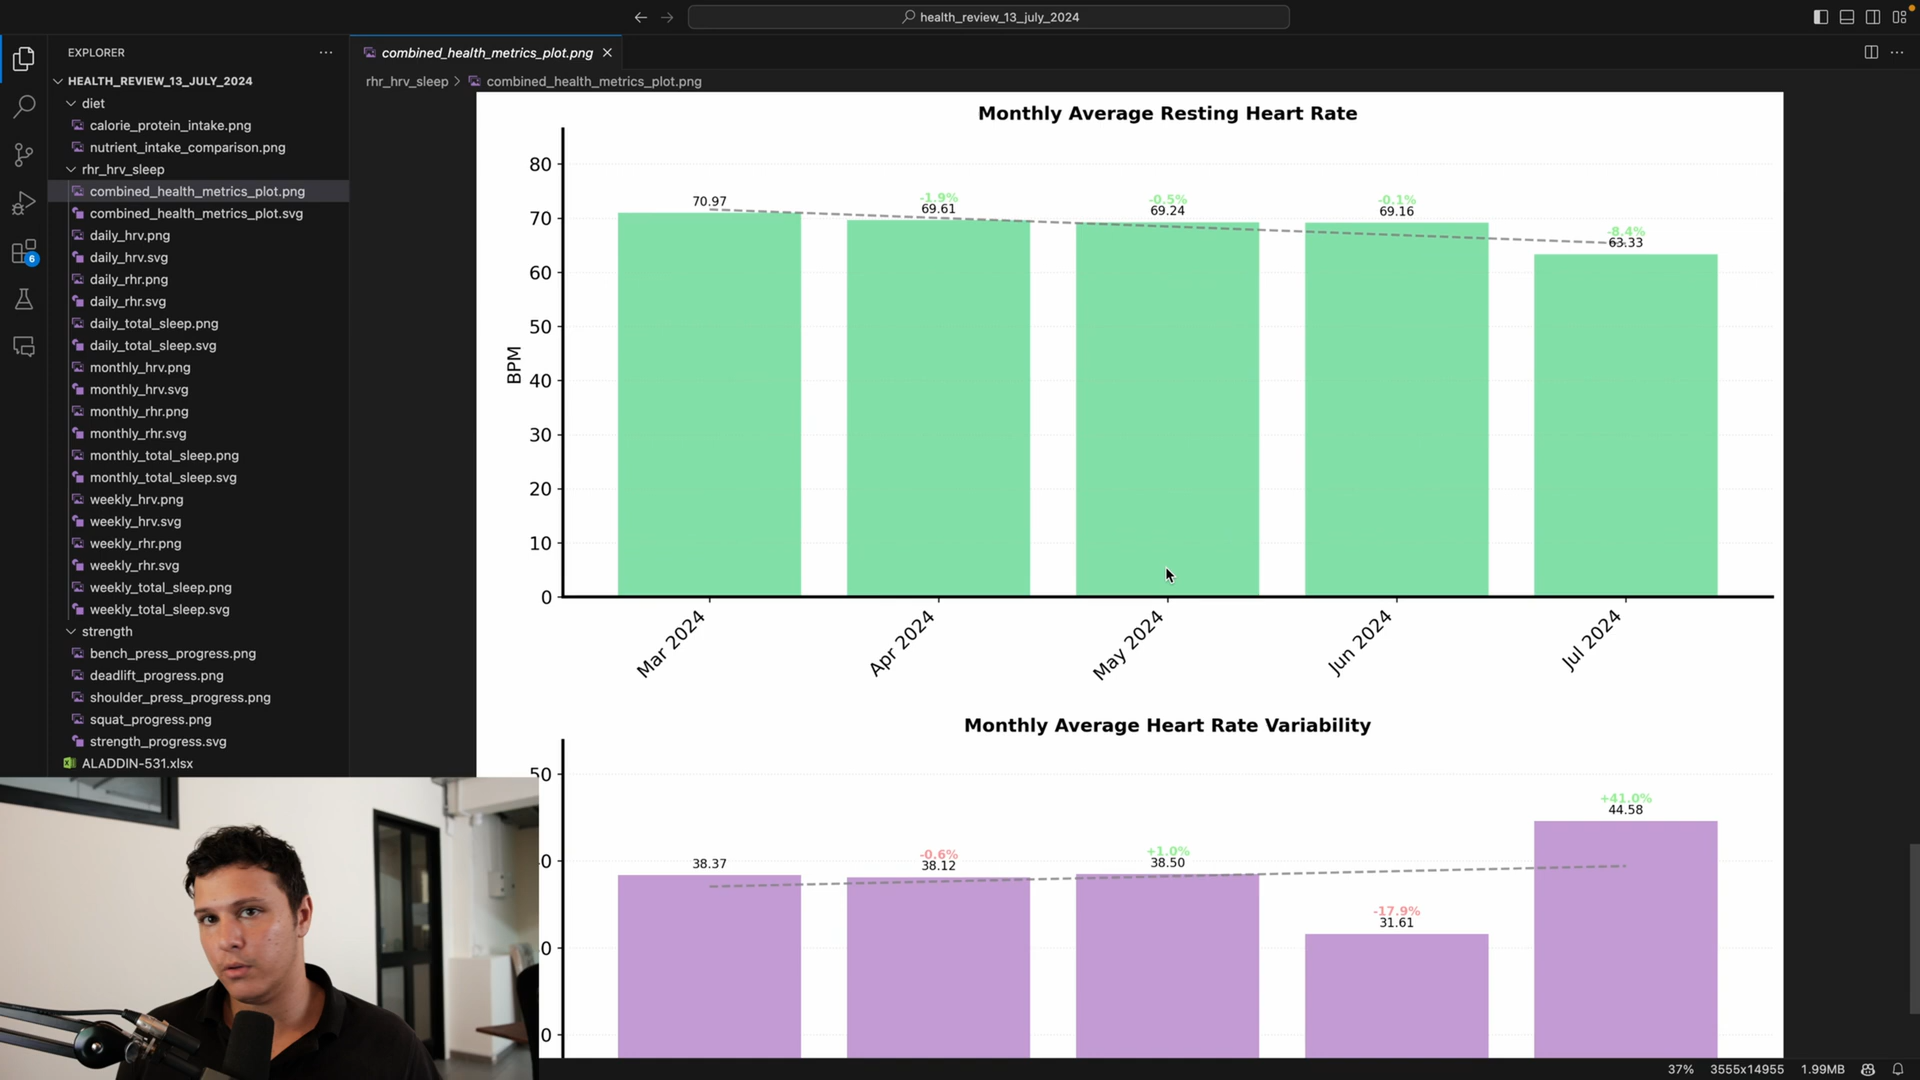 health_review_13_july_2024
EXPLORER
combined_health_metrics_plot.png
HEALTH_REVIEW_13_JULY_2024
rhr_hrv_sleep
combined_health_metrics_plot.png
diet
calorie_protein_intake.png
nutrient_intake_comparison.png
rhr_hrv_sleep
combined_health_metrics_plot.png
combined_health_metrics_plot.svg
daily_hrv.png
daily_hrv.svg
daily_rhr.png
daily_rhr.svg
daily_total_sleep.png
daily_total_sleep.svg
monthly_hrv.png
monthly_hrv.svg
monthly_rhr.png
monthly_rhr.svg
monthly_total_sleep.png
monthly_total_sleep.svg
weekly_hrv.png
weekly_hrv.svg
weekly_rhr.png
weekly_rhr.svg
weekly_total_sleep.png
weekly_total_sleep.svg
strength
bench_press_progress.png
deadlift_progress.png
shoulder_press_progress.png
squat_progress.png
strength_progress.svg
ALADDIN-531.xlsx
6
Monthly Average Resting Heart Rate
BPM
80
70
60
50
40
30
20
10
0
70.97
-1.9%
69.61
-0.5%
69.24
-0.1%
69.16
-8.4%
63.33
Mar 2024
Apr 2024
May 2024
Jun 2024
Jul 2024
Monthly Average Heart Rate Variability
50
0
0
0
38.37
-0.6%
38.12
+1.0%
38.50
-17.9%
31.61
+41.0%
44.58
37%
3555x14955
1.99MB